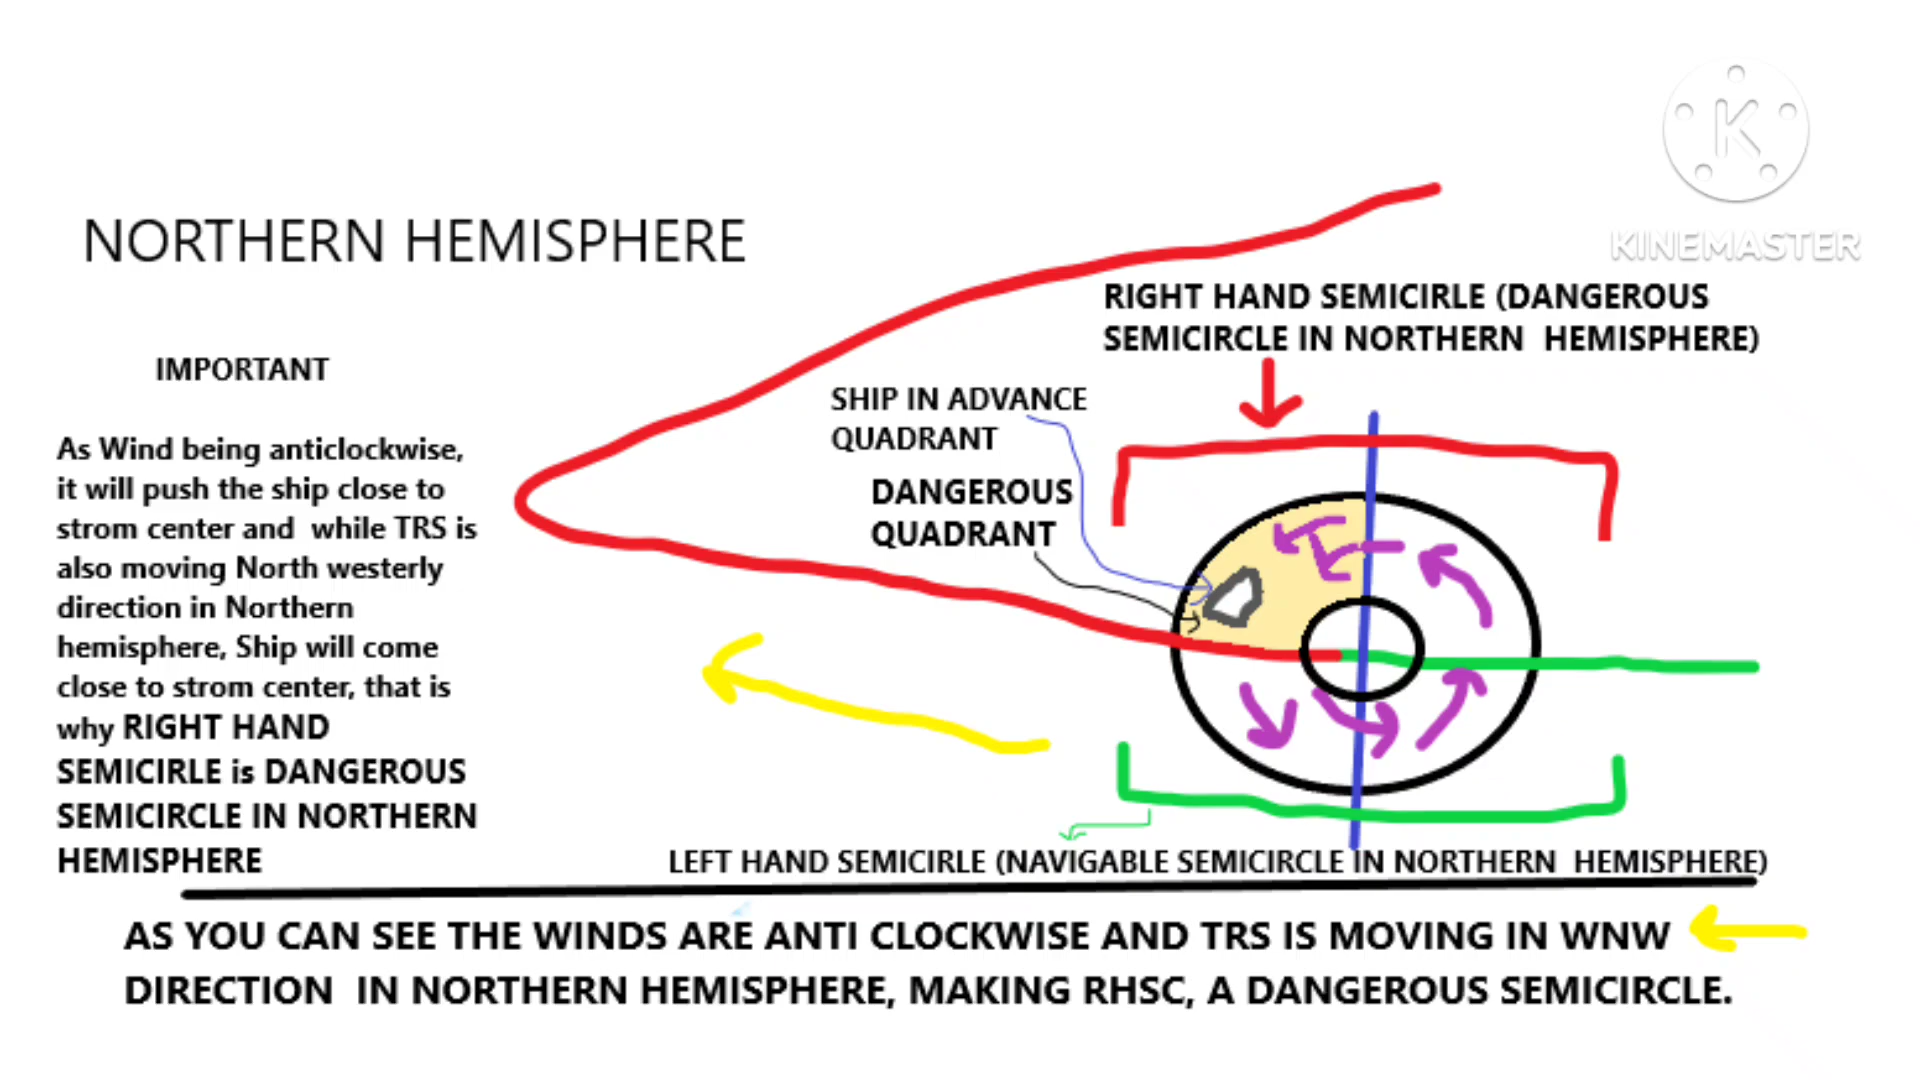 K
KINEMASTER
NORTHERN HEMISPHERE
RIGHT HAND SEMICIRLE (DANGEROUS
SEMICIRCLE IN NORTHERN HEMISPHERE)
IMPORTANT
SHIP IN ADVANCE
QUADRANT
DANGEROUS
QUADRANT
As Wind being anticlockwise,
it will push the ship close to
strom center and while TRS is
also moving North westerly
direction in Northern
hemisphere, Ship will come
close to strom center, that is
why RIGHT HAND
SEMICIRLE is DANGEROUS
SEMICIRCLE IN NORTHERN
HEMISPHERE
LEFT HAND SEMICIRLE (NAVIGABLE SEMICIRCLE IN NORTHERN HEMISPHERE)
AS YOU CAN SEE THE WINDS ARE ANTI CLOCKWISE AND TRS IS MOVING IN WNW
DIRECTION IN NORTHERN HEMISPHERE, MAKING RHSC, A DANGEROUS SEMICIRCLE.